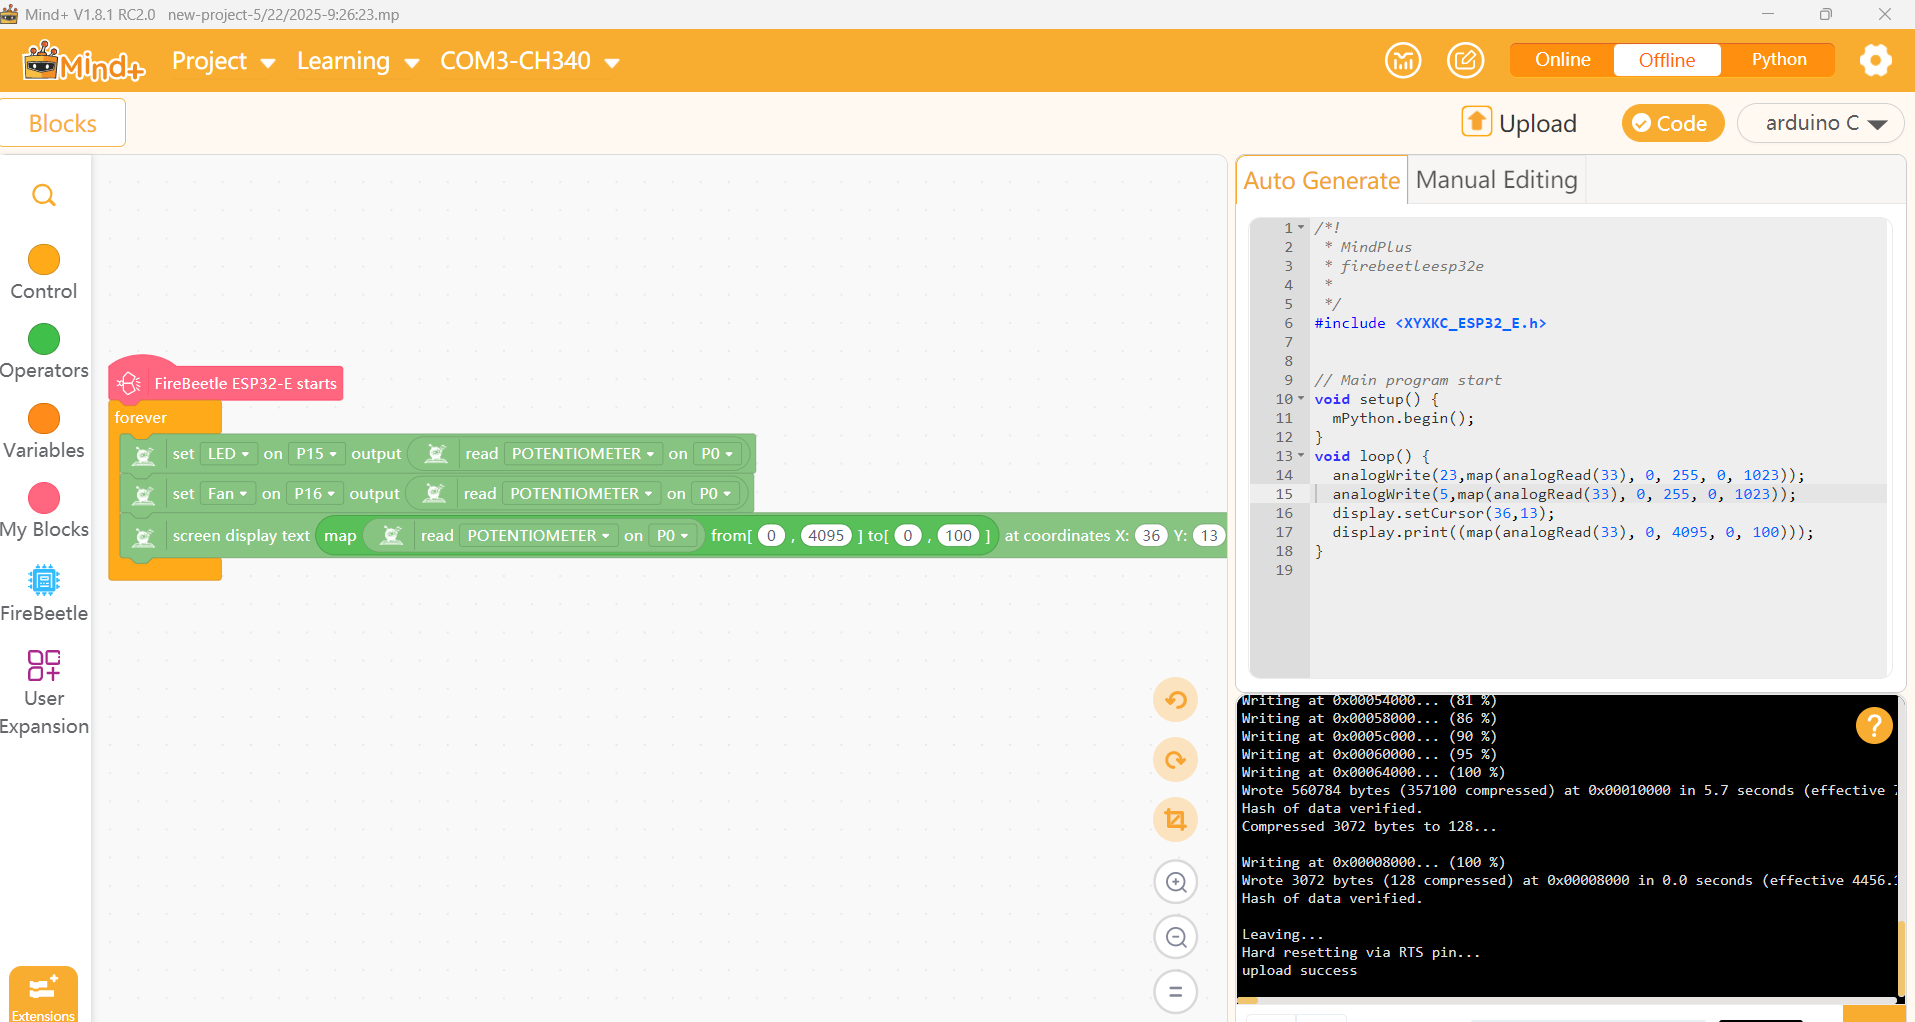 Mind+ V1.8.1 RC2.0 new-project-5/22/2025-9:26:23.mp
Mind+ Project Learning COM3-CH340 Online Offline Python
Blocks Upload Code arduino C
Control
Operators
Variables
My Blocks
FireBeetle
User
Expansion
Extensions
FireBeetle ESP32-E starts
forever
set LED on P15 output read POTENTIOMETER on P0
set Fan on P16 output read POTENTIOMETER on P0
screen display text map read POTENTIOMETER on P0 from[ 0 , 4095 ] to[ 0 , 100 ] at coordinates X: 36 Y: 13
Auto Generate Manual Editing
1 /*!
2 * MindPlus
3 * firebeetleesp32e
4 *
5 */
6 #include <XYXKC_ESP32_E.h>
7
8
9 // Main program start
10 void setup() {
11 mPython.begin();
12 }
13 void loop() {
14 analogWrite(23,map(analogRead(33), 0, 255, 0, 1023));
15 analogWrite(5,map(analogRead(33), 0, 255, 0, 1023));
16 display.setCursor(36,13);
17 display.print((map(analogRead(33), 0, 4095, 0, 100)));
18 }
19
Writing at 0x00054000... (81 %)
Writing at 0x00058000... (86 %)
Writing at 0x0005c000... (90 %)
Writing at 0x00060000... (95 %)
Writing at 0x00064000... (100 %)
Wrote 560784 bytes (357100 compressed) at 0x00010000 in 5.7 seconds (effective
Hash of data verified.
Compressed 3072 bytes to 128...
Writing at 0x00008000... (100 %)
Wrote 3072 bytes (128 compressed) at 0x00008000 in 0.0 seconds (effective 4456.
Hash of data verified.
Leaving...
Hard resetting via RTS pin...
upload success
?